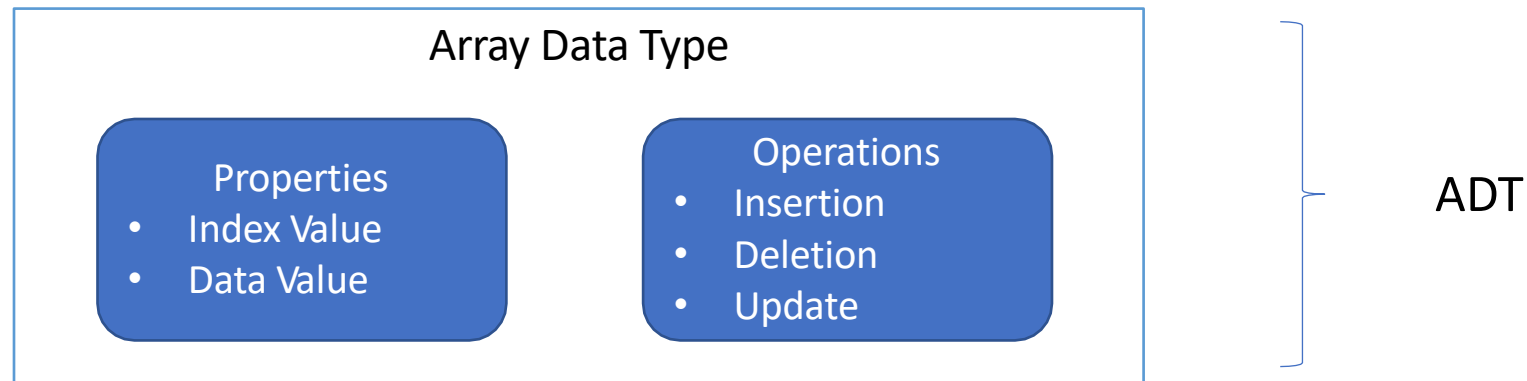 Array Data Type
Properties
• Index Value
• Data Value
Operations
• Insertion
• Deletion
• Update
ADT